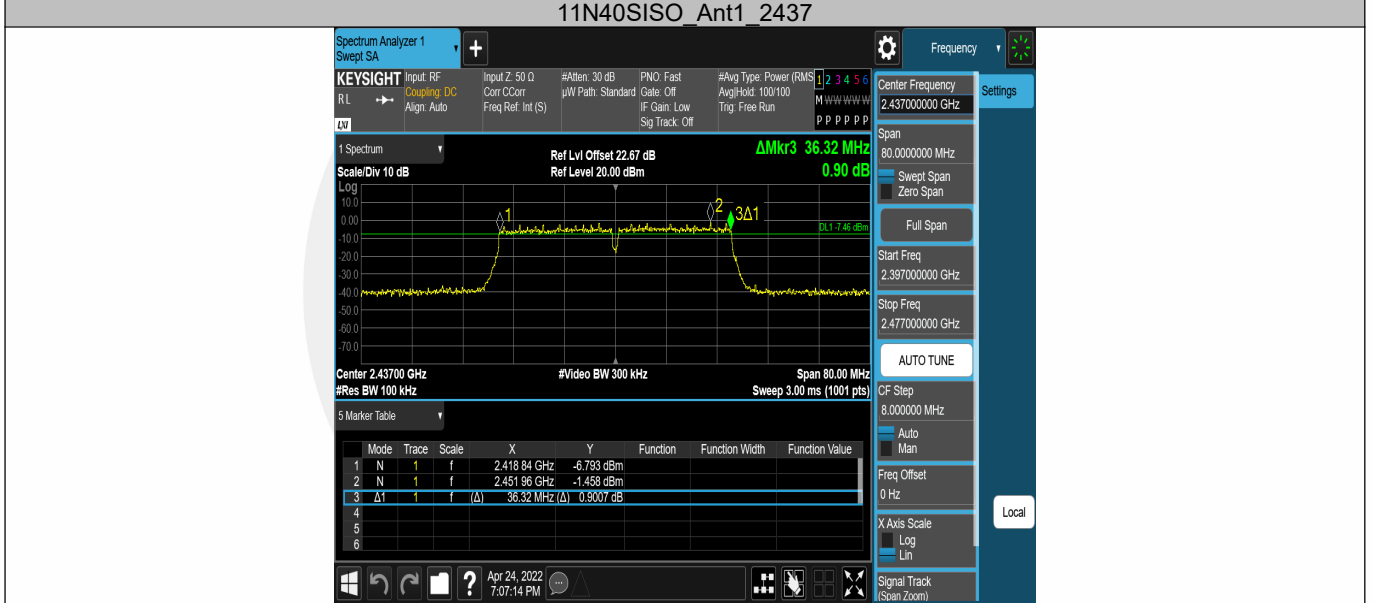 11N40SISO_Ant1_2437
Spectrum Analyzer 1
Swept SA
Frequency
KEYSIGHT
RL
LXI
Input: RF
Coupling: DC
Align: Auto
Input Z: 50 Ω
Corr CCorr
Freq Ref: Int (S)
#Atten: 30 dB
µW Path: Standard
PNO: Fast
Gate: Off
IF Gain: Low
Sig Track: Off
#Avg Type: Power (RMS
Avg|Hold: 100/100
Trig: Free Run
1 2 3 4 5 6
M W W W W W
P P P P P P
1 Spectrum
Scale/Div 10 dB
Ref Lvl Offset 22.67 dB
Ref Level 20.00 dBm
ΔMkr3 36.32 MHz
0.90 dB
Log
10.0
0.00
-10.0
-20.0
-30.0
-40.0
-50.0
-60.0
-70.0
1
2
3Δ1
DL1 -7.46 dBm
Center 2.43700 GHz
#Res BW 100 kHz
#Video BW 300 kHz
Span 80.00 MHz
Sweep 3.00 ms (1001 pts)
5 Marker Table
Mode Trace Scale X Y Function Function Width Function Value
1 N 1 f 2.418 84 GHz -6.793 dBm
2 N 1 f 2.451 96 GHz -1.458 dBm
3 Δ1 1 f (Δ) 36.32 MHz (Δ) 0.9007 dB
4
5
6
Apr 24, 2022
7:07:14 PM
Center Frequency
2.437000000 GHz
Settings
Span
80.0000000 MHz
Swept Span
Zero Span
Full Span
Start Freq
2.397000000 GHz
Stop Freq
2.477000000 GHz
AUTO TUNE
CF Step
8.000000 MHz
Auto
Man
Freq Offset
0 Hz
Local
X Axis Scale
Log
Lin
Signal Track
(Span Zoom)